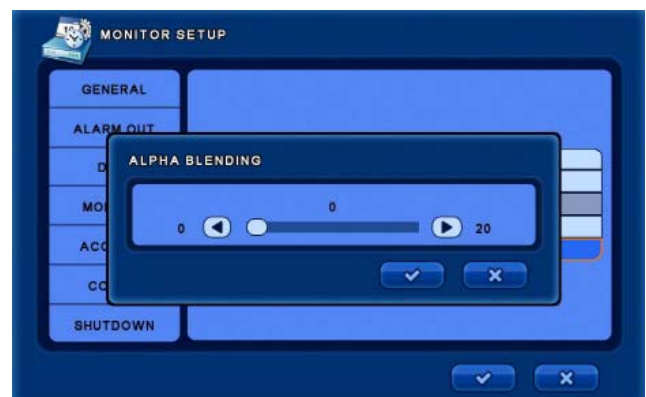 MONITOR SETUP
GENERAL
ALARM OUT
ALPHA BLENDING
0
0 20
SHUTDOWN